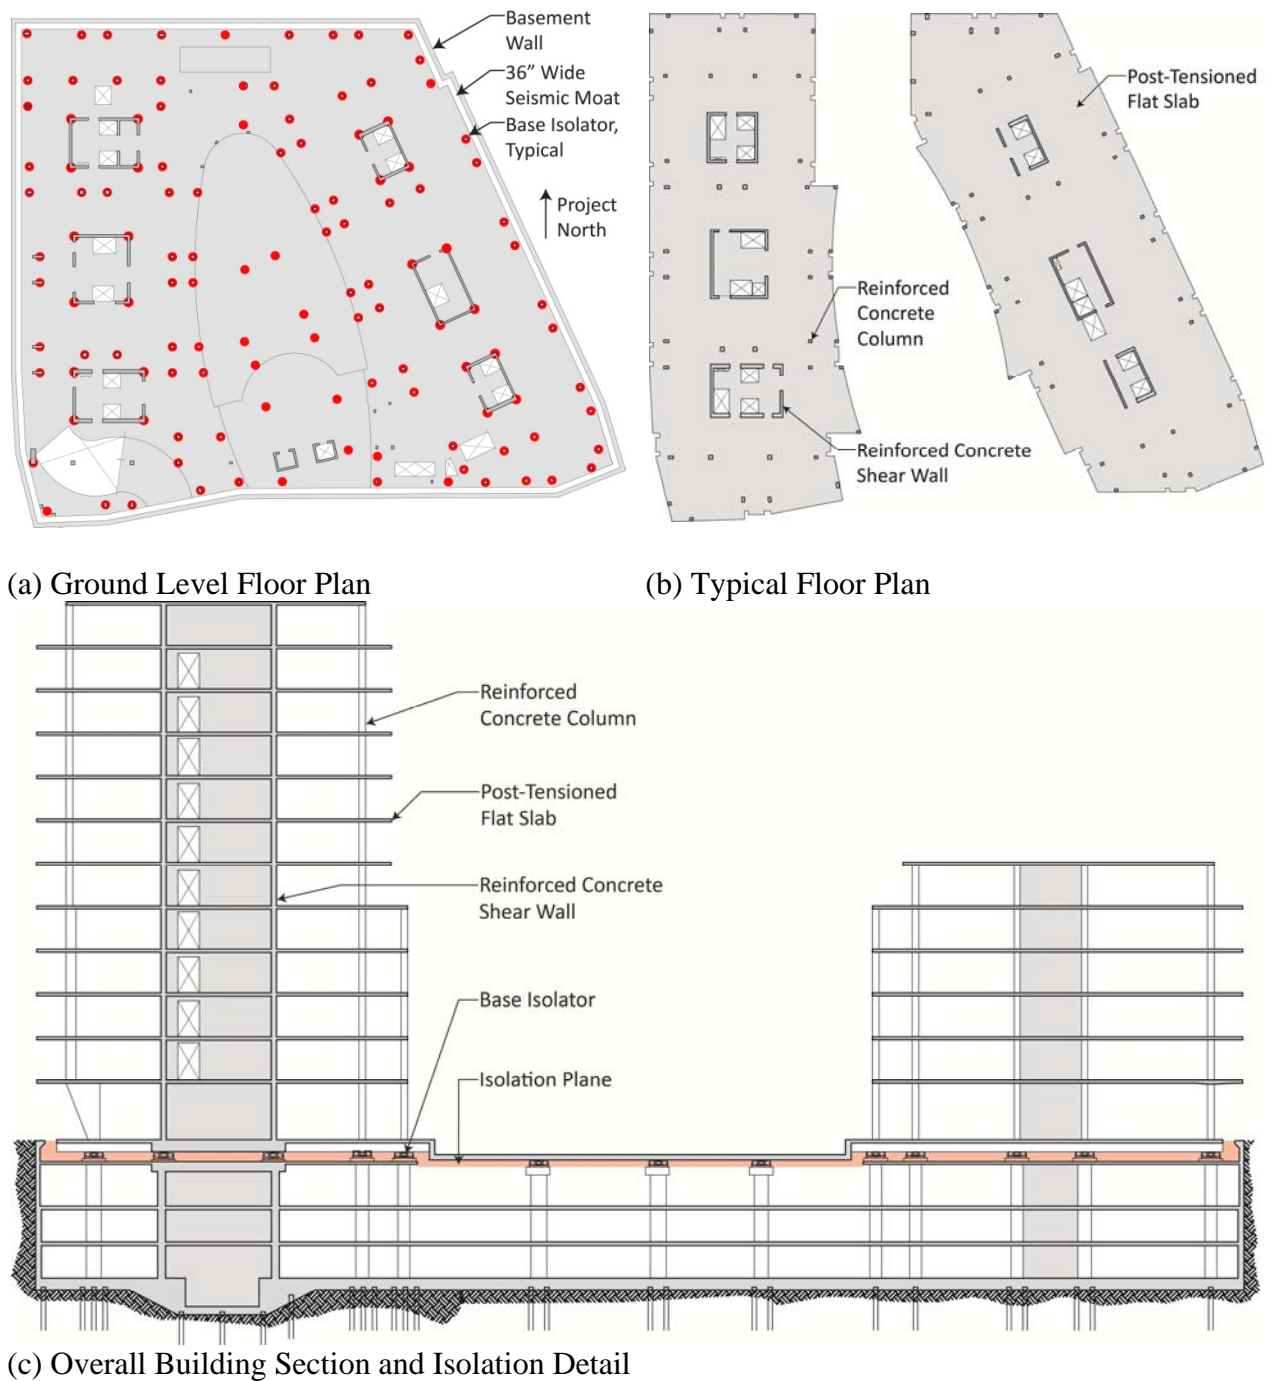 Basement
Wall
36” Wide
Seismic Moat
Base Isolator,
Typical
Project
North
Post-Tensioned
Flat Slab
Reinforced
Concrete
Column
Reinforced Concrete
Shear Wall
(a) Ground Level Floor Plan
(b) Typical Floor Plan
Reinforced
Concrete Column
Post-Tensioned
Flat Slab
Reinforced Concrete
Shear Wall
Base Isolator
Isolation Plane
(c) Overall Building Section and Isolation Detail